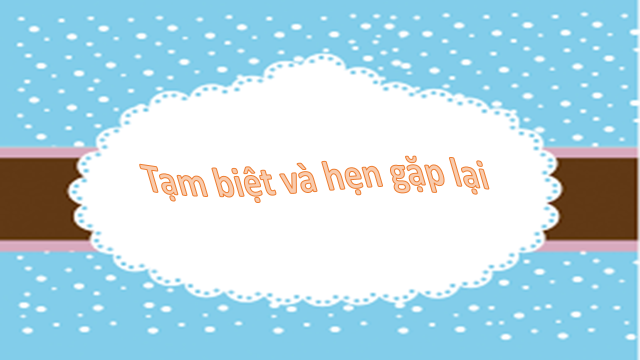 Tạm biệt và hẹn gặp lại